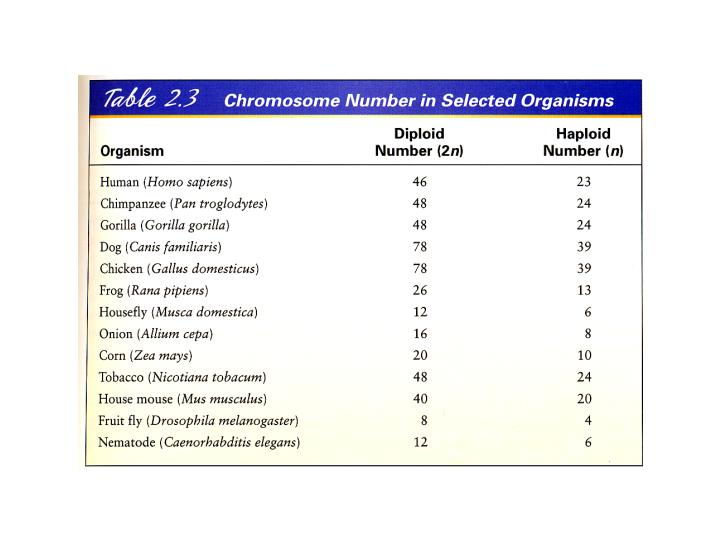 Table 2.3 Chromosome Number in Selected Organisms
Diploid Haploid
Organism Number (2n) Number (n)
Human (Homo sapiens) 46 23
Chimpanzee (Pan troglodytes) 48 24
Gorilla (Gorilla gorilla) 48 24
Dog (Canis familiaris) 78 39
Chicken (Gallus domesticus) 78 39
Frog (Rana pipiens) 26 13
Housefly (Musca domestica) 12 6
Onion (Allium cepa) 16 8
Corn (Zea mays) 20 10
Tobacco (Nicotiana tobacum) 48 24
House mouse (Mus musculus) 40 20
Fruit fly (Drosophila melanogaster) 8 4
Nematode (Caenorhabditis elegans) 12 6